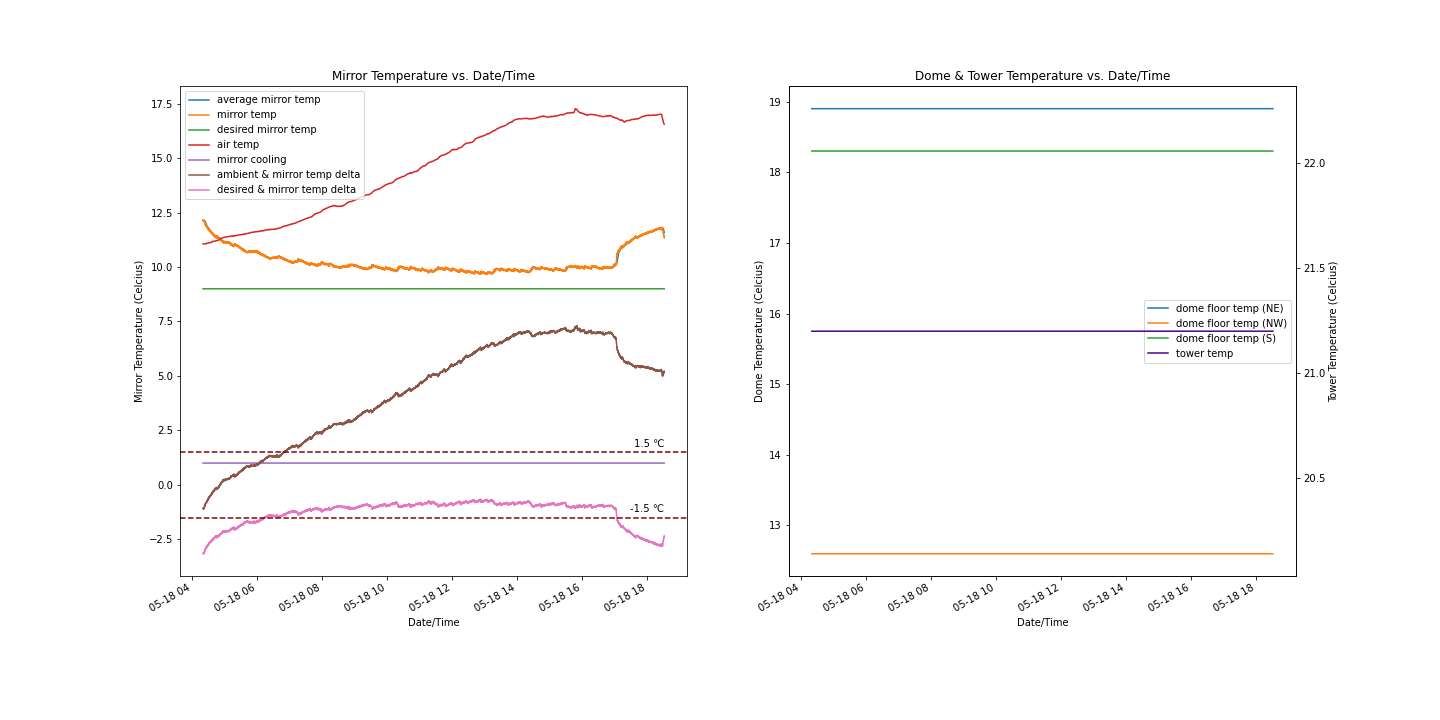 Mirror Temperature vs. Date/Time
17.5
15.0
12.5
10.0
7.5
5.0
2.5
0.0
−2.5
Mirror Temperature (Celcius)
average mirror temp
mirror temp
desired mirror temp
air temp
mirror cooling
ambient & mirror temp delta
desired & mirror temp delta
1.5 °C
-1.5 °C
05-18 04
05-18 06
05-18 08
05-18 10
05-18 12
05-18 14
05-18 16
05-18 18
Date/Time
Dome & Tower Temperature vs. Date/Time
19
18
17
16
15
14
13
Dome Temperature (Celcius)
dome floor temp (NE)
dome floor temp (NW)
dome floor temp (S)
tower temp
22.0
21.5
21.0
20.5
Tower Temperature (Celcius)
05-18 04
05-18 06
05-18 08
05-18 10
05-18 12
05-18 14
05-18 16
05-18 18
Date/Time